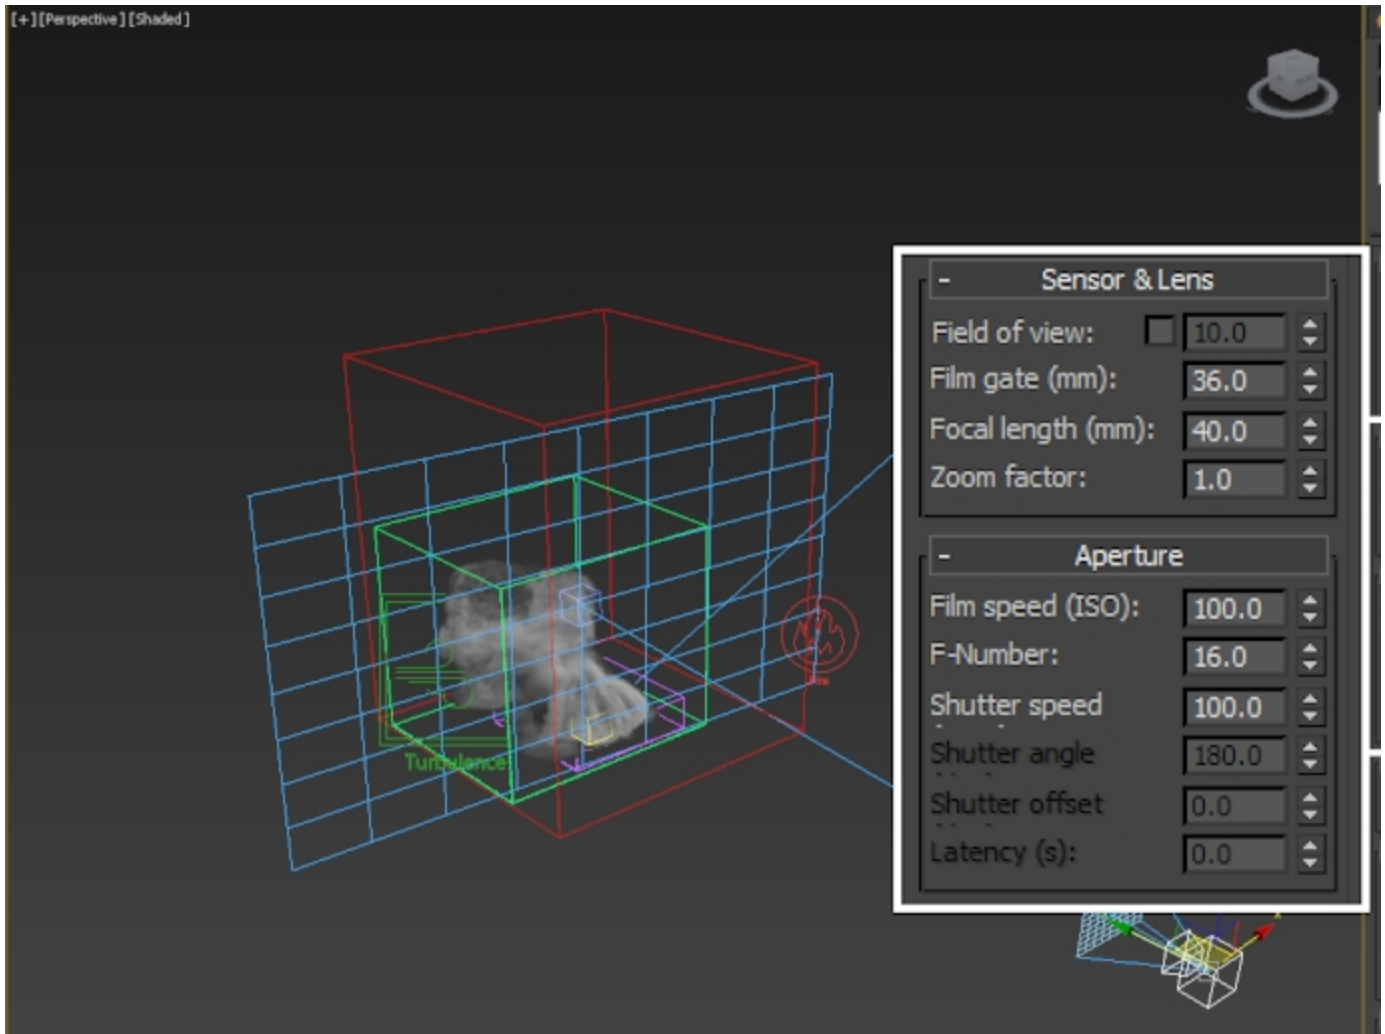 [+][Perspective][Shaded]
- Sensor & Lens
Field of view: 10.0
Film gate (mm): 36.0
Focal length (mm): 40.0
Zoom factor: 1.0
- Aperture
Film speed (ISO): 100.0
F-Number: 16.0
Shutter speed 100.0
Shutter angle 180.0
Shutter offset 0.0
Latency (s): 0.0
Turbulence